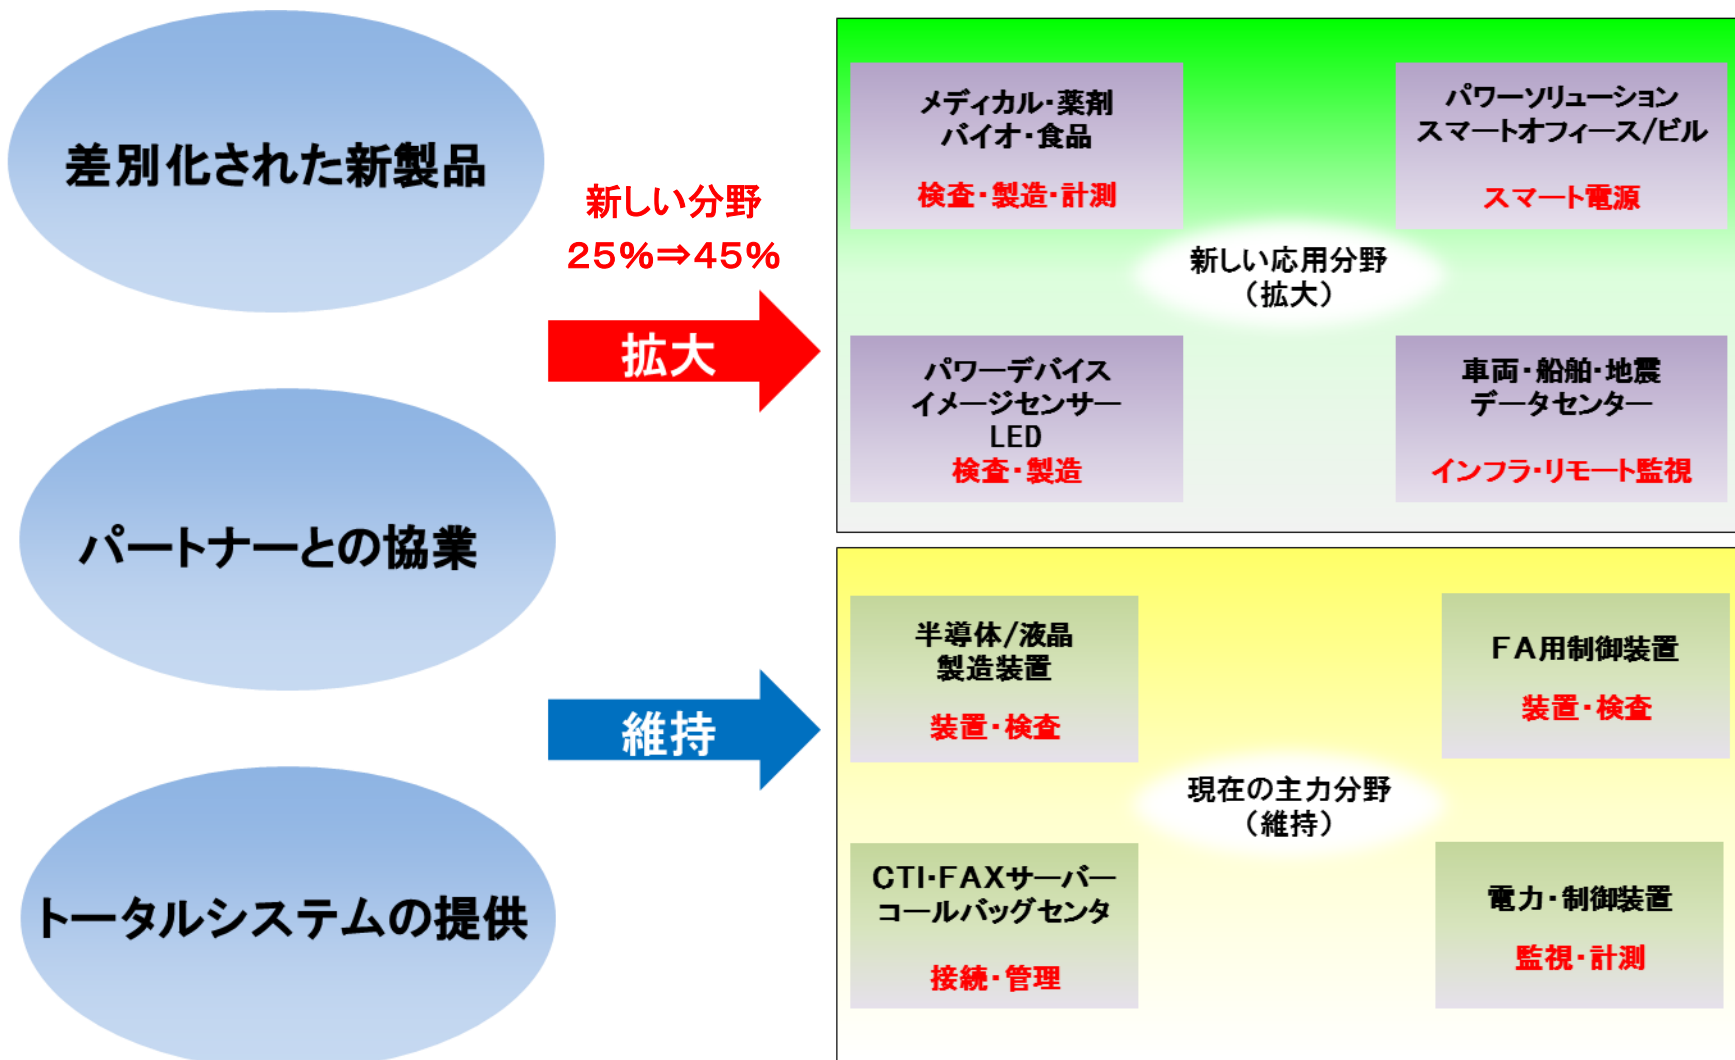 差別化された新製品
パートナーとの協業
トータルシステムの提供
新しい分野
25%⇒45%
拡大
維持
メディカル・薬剤
バイオ・食品
検査・製造・計測
パワーソリューション
スマートオフィース/ビル
スマート電源
新しい応用分野
(拡大)
パワーデバイス
イメージセンサー
LED
検査・製造
車両・船舶・地震
データセンター
インフラ・リモート監視
半導体/液晶
製造装置
装置・検査
FA用制御装置
装置・検査
現在の主力分野
(維持)
CTI・FAXサーバー
コールバッグセンタ
接続・管理
電力・制御装置
監視・計測